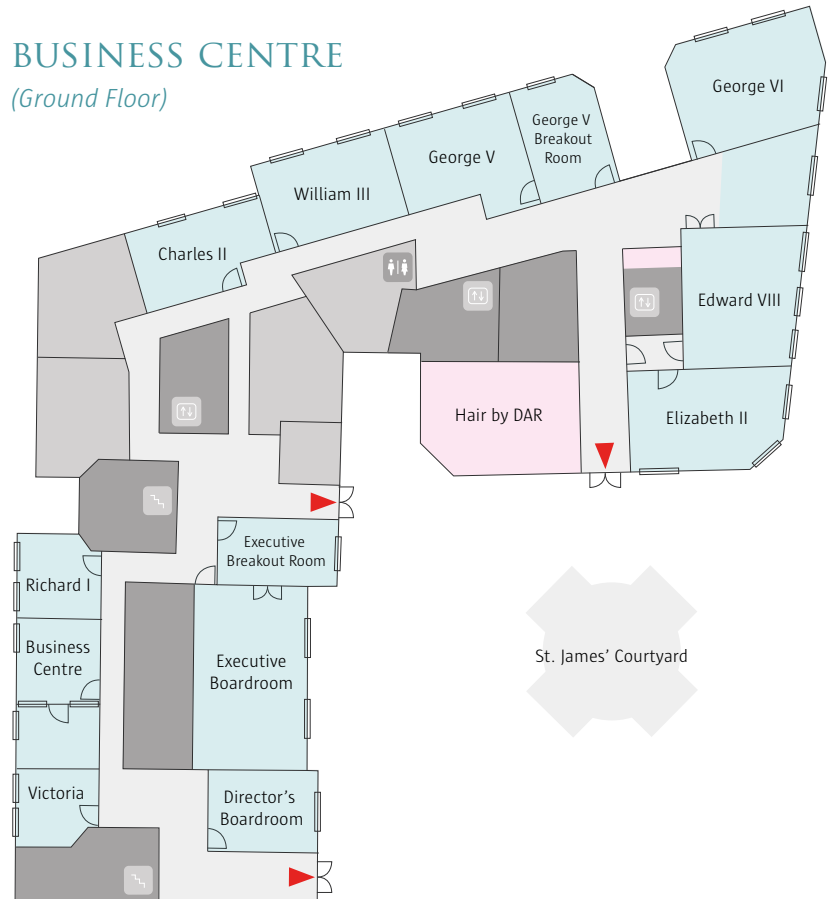 BUSINESS CENTRE
(Ground Floor)
George VI
George V
Breakout
Room
George V
William III
Charles II
Edward VIII
Elizabeth II
Hair by DAR
Executive
Breakout Room
Richard I
Business
Centre
Executive
Boardroom
St. James’ Courtyard
Victoria
Director’s
Boardroom